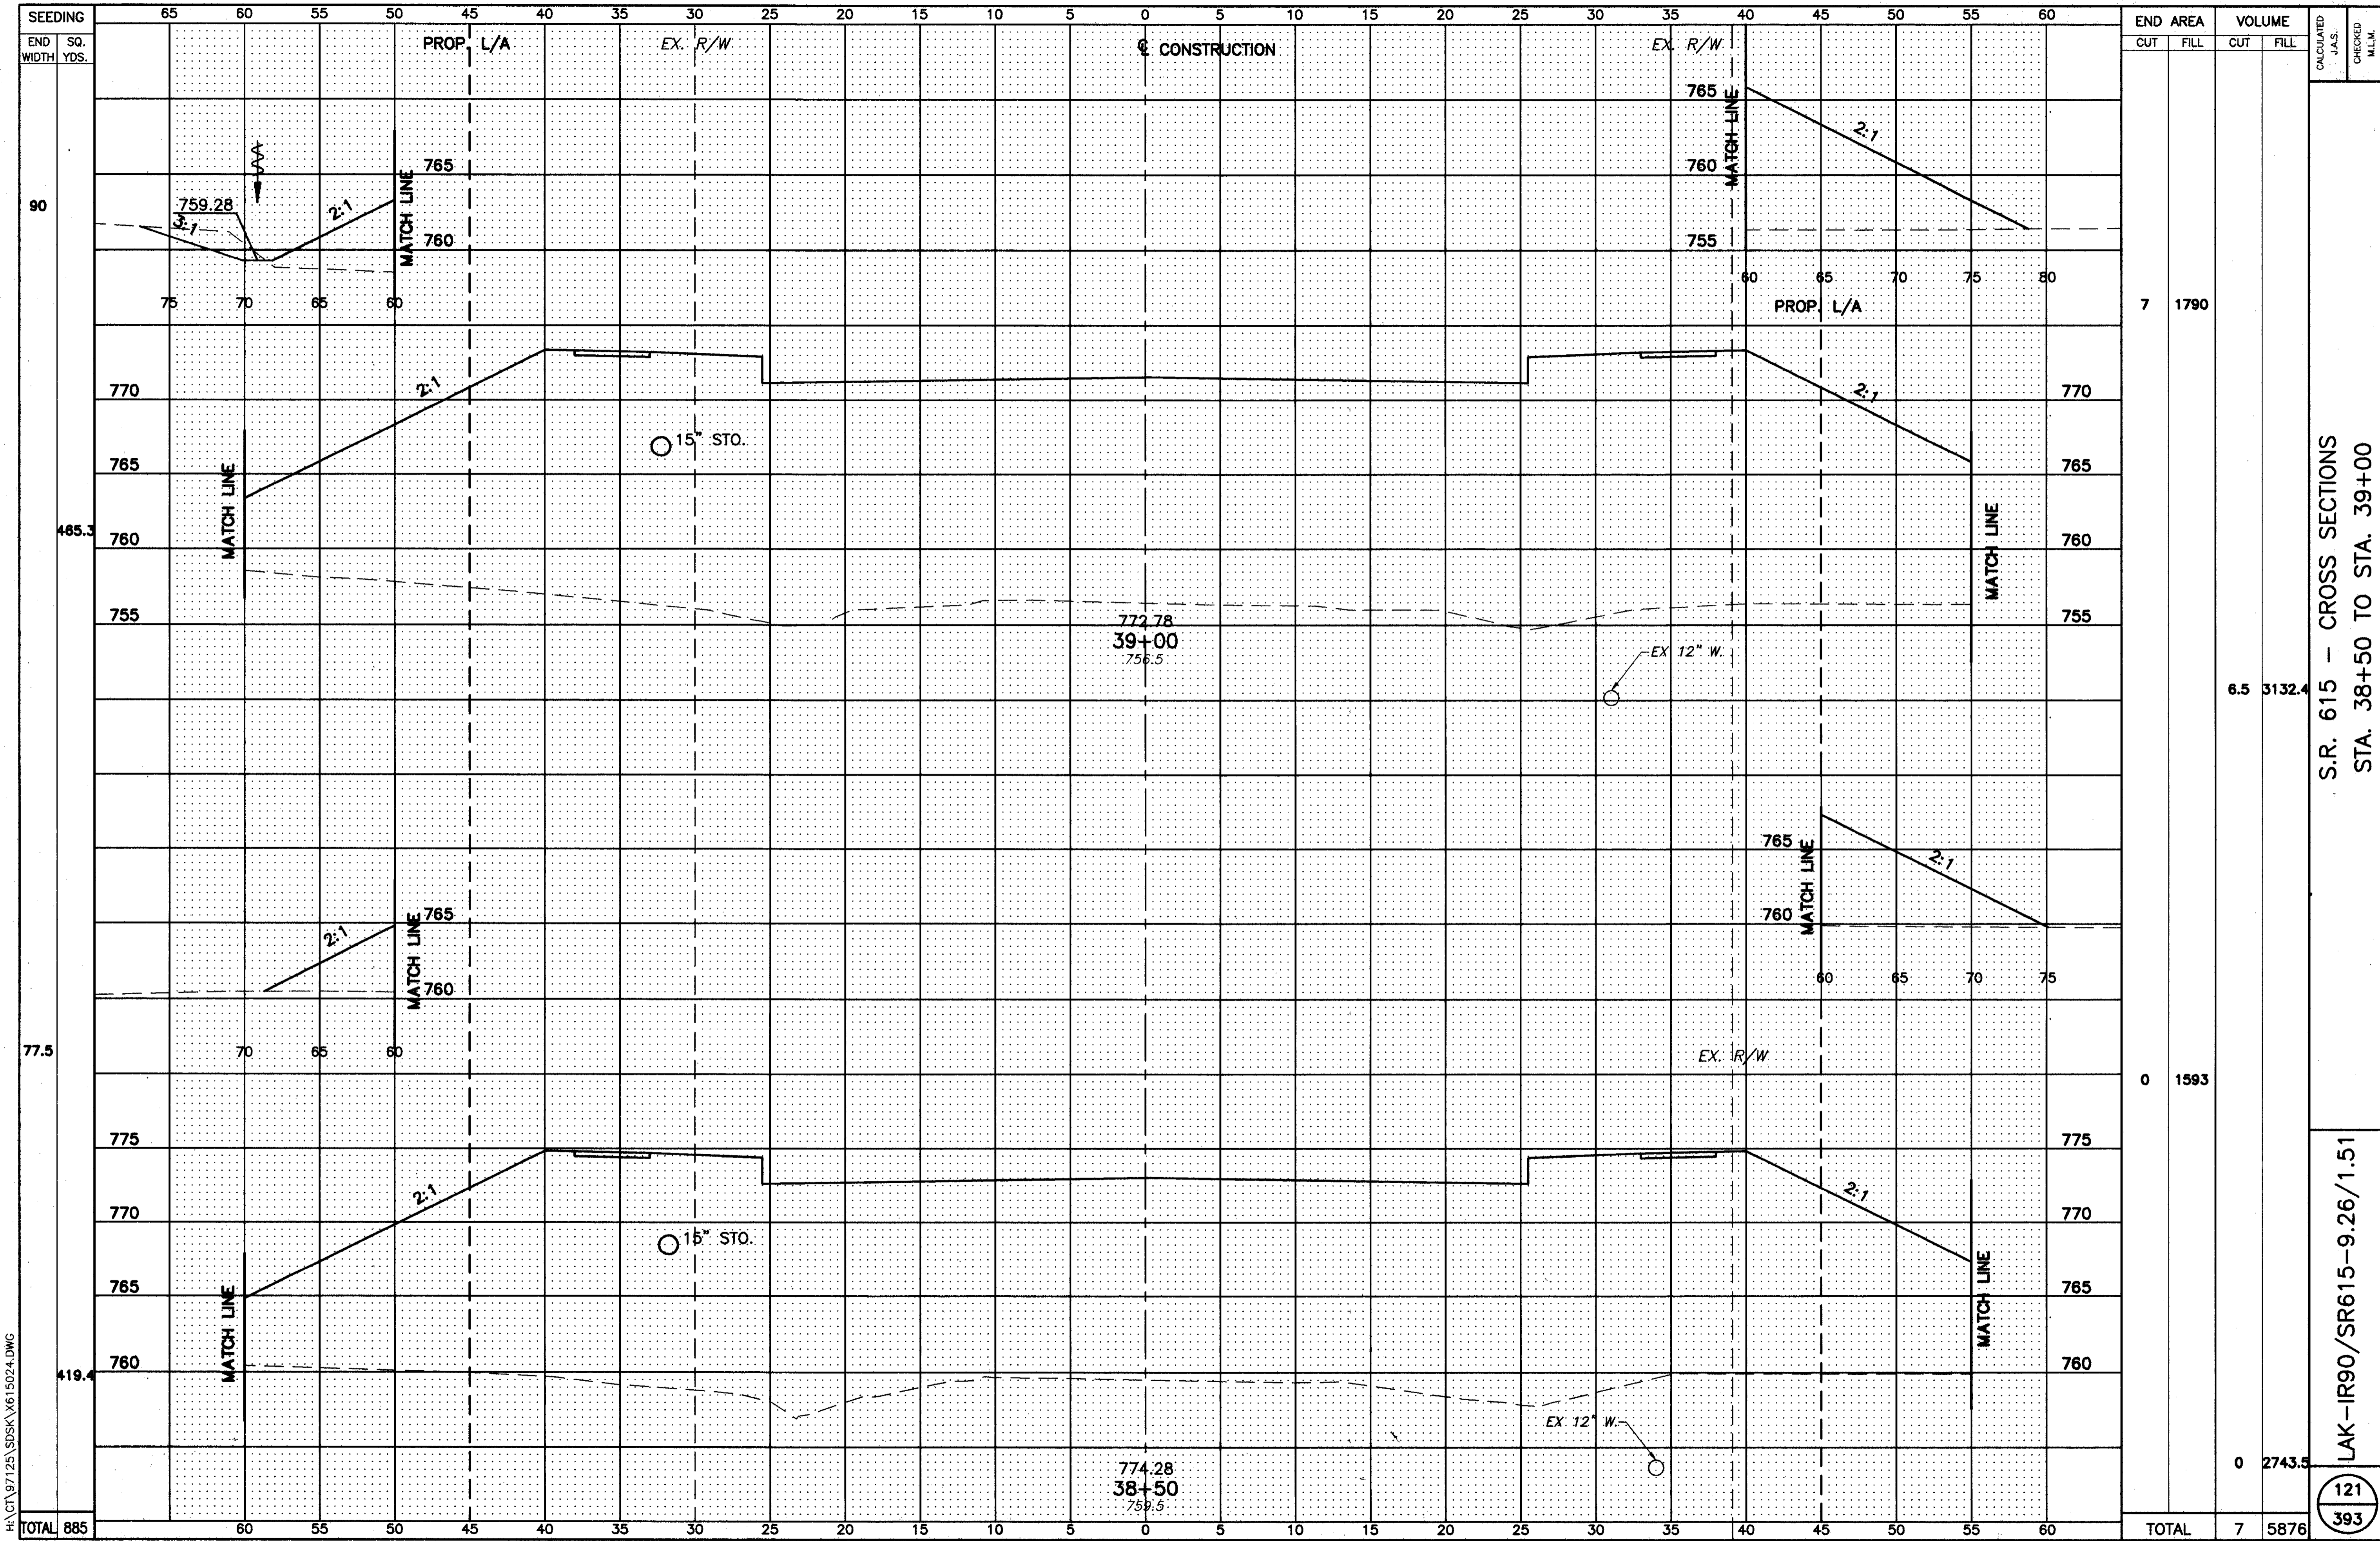 SEEDING
END WIDTH
SQ. YDS.
65 60 55 50 45 40 35 30 25 20 15 10 5 0 5 10 15 20 25 30 35 40 45 50 55 60
END AREA
VOLUME
CUT FILL CUT FILL
CALCULATED
J.A.S.
CHECKED
M.L.M.
PROP. L/A
EX. R/W
℄ CONSTRUCTION
EX. R/W
765
MATCH LINE
2:1
760
755
60 65 70 75 80
PROP. L/A
90
759.28
3:1
2:1
MATCH LINE
765
760
75 70 65 60
7 1790
770
2:1
2:1
770
15" STO.
765
MATCH LINE
765
465.3
760
MATCH LINE
760
755
755
772.78
39+00
756.5
EX 12" W.
6.5 3132.4
765
MATCH LINE
2:1
760
60 65 70 75
2:1
MATCH LINE
765
760
70 65 60
77.5
EX. R/W
0 1593
775
775
2:1
2:1
770
770
15" STO.
765
MATCH LINE
765
MATCH LINE
760
760
419.4
EX 12" W.
774.28
38+50
759.5
0 2743.5
TOTAL 885
60 55 50 45 40 35 30 25 20 15 10 5 0 5 10 15 20 25 30 35 40 45 50 55 60
TOTAL 7 5876
S.R. 615 - CROSS SECTIONS
STA. 38+50 TO STA. 39+00
LAK-IR90/SR615-9.26/1.51
121
393
H:\CT\97125\SDSK\X615024.DWG